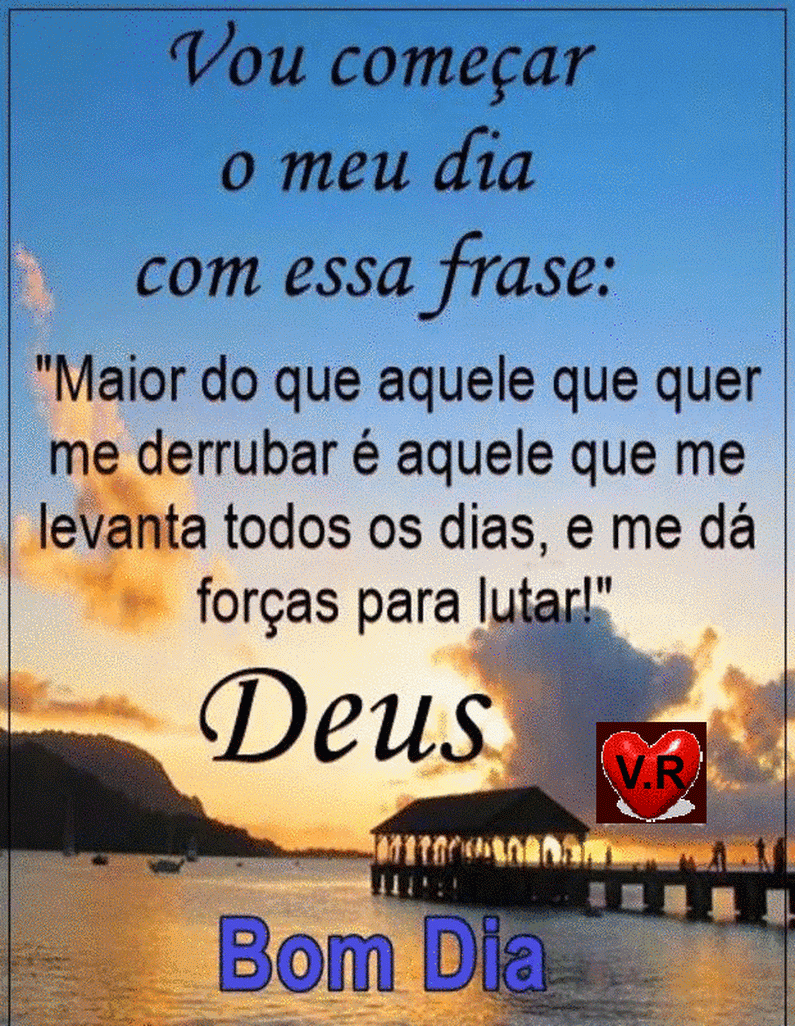 Vou começar
o meu dia
com essa frase:
"Maior do que aquele que quer
me derrubar é aquele que me
levanta todos os dias, e me dá
forças para lutar!"
Deus
V.R
Bom Dia